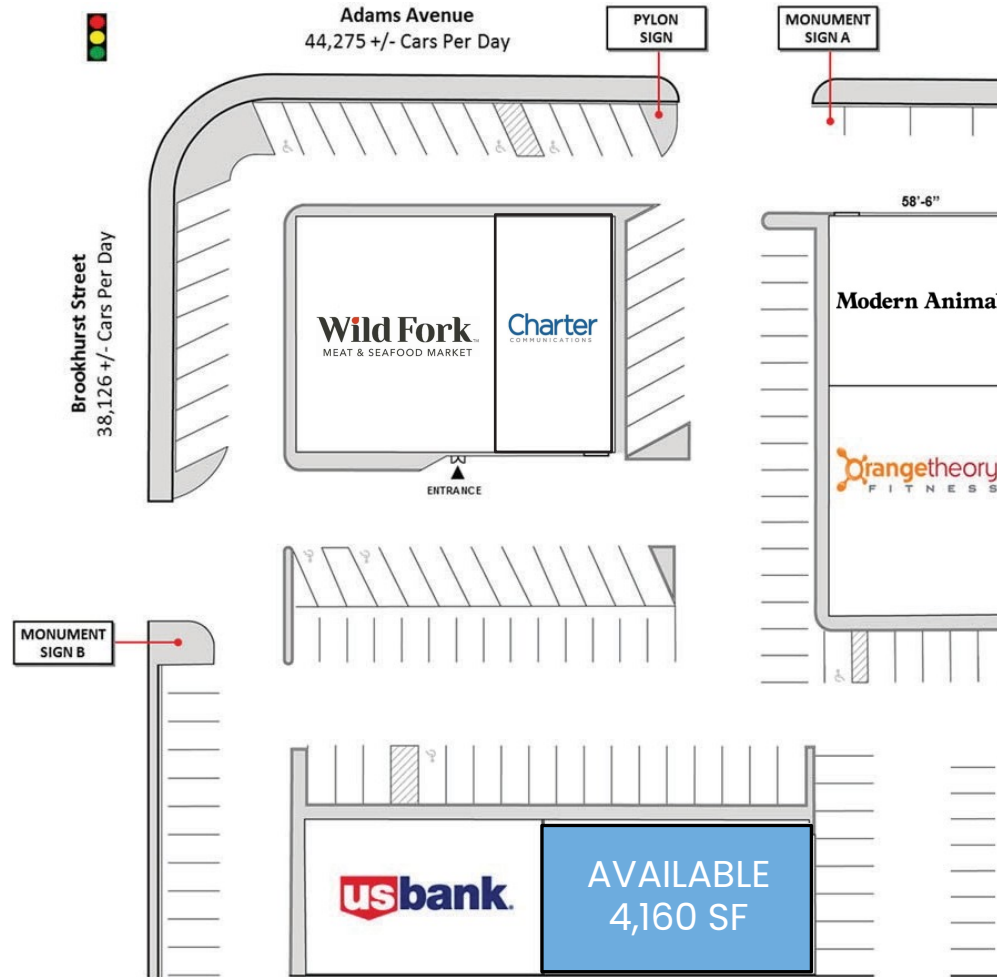 Adams Avenue
44,275 +/- Cars Per Day
PYLON
SIGN
MONUMENT
SIGN A
Brookhurst Street
38,126 +/- Cars Per Day
58'-6"
Wild Fork
TM
MEAT & SEAFOOD MARKET
Charter
COMMUNICATIONS
Modern Animal
Orangetheory
FITNESS
ENTRANCE
MONUMENT
SIGN B
usbank.
AVAILABLE
4,160 SF